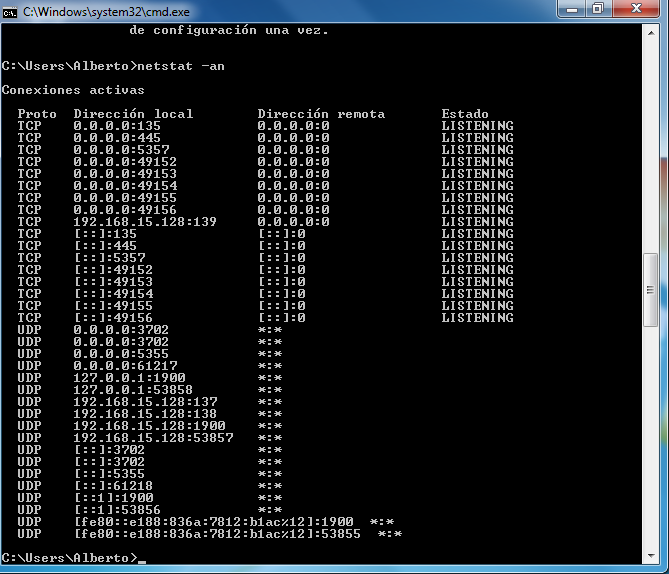 C:\Windows\system32\cmd.exe
de configuración una vez.
C:\Users\Alberto>netstat -an
Conexiones activas
Proto  Dirección local        Dirección remota       Estado
TCP    0.0.0.0:135            0.0.0.0:0              LISTENING
TCP    0.0.0.0:445            0.0.0.0:0              LISTENING
TCP    0.0.0.0:5357           0.0.0.0:0              LISTENING
TCP    0.0.0.0:49152          0.0.0.0:0              LISTENING
TCP    0.0.0.0:49153          0.0.0.0:0              LISTENING
TCP    0.0.0.0:49154          0.0.0.0:0              LISTENING
TCP    0.0.0.0:49155          0.0.0.0:0              LISTENING
TCP    0.0.0.0:49156          0.0.0.0:0              LISTENING
TCP    192.168.15.128:139     0.0.0.0:0              LISTENING
TCP    [::]:135               [::]:0                 LISTENING
TCP    [::]:445               [::]:0                 LISTENING
TCP    [::]:5357              [::]:0                 LISTENING
TCP    [::]:49152             [::]:0                 LISTENING
TCP    [::]:49153             [::]:0                 LISTENING
TCP    [::]:49154             [::]:0                 LISTENING
TCP    [::]:49155             [::]:0                 LISTENING
TCP    [::]:49156             [::]:0                 LISTENING
UDP    0.0.0.0:3702           *:*
UDP    0.0.0.0:3702           *:*
UDP    0.0.0.0:5355           *:*
UDP    0.0.0.0:61217          *:*
UDP    127.0.0.1:1900         *:*
UDP    127.0.0.1:53858        *:*
UDP    192.168.15.128:137     *:*
UDP    192.168.15.128:138     *:*
UDP    192.168.15.128:1900    *:*
UDP    192.168.15.128:53857   *:*
UDP    [::]:3702              *:*
UDP    [::]:3702              *:*
UDP    [::]:5355              *:*
UDP    [::]:61218             *:*
UDP    [::1]:1900             *:*
UDP    [::1]:53856            *:*
UDP    [fe80::e188:836a:7812:b1ac%12]:1900  *:*
UDP    [fe80::e188:836a:7812:b1ac%12]:53855  *:*
C:\Users\Alberto>_